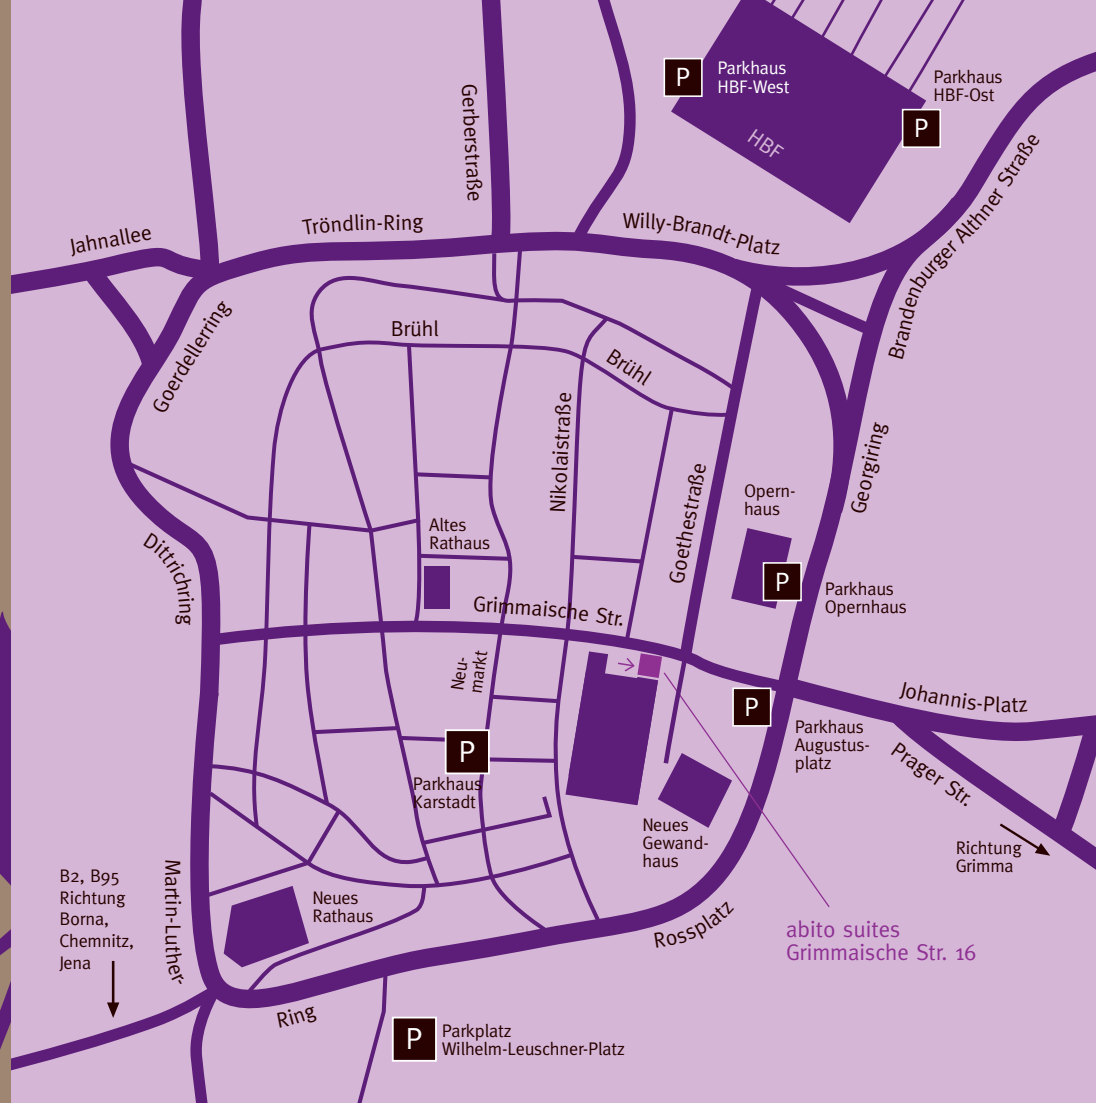 Gerberstraße
P
Parkhaus
HBF-West
Parkhaus
HBF-Ost
P
HBF
Jahnallee
Tröndlin-Ring
Willy-Brandt-Platz
Brandenburger Althner Straße
Goerdellerring
Brühl
Brühl
Nikolaistraße
Goethestraße
Georgiring
Opern-
haus
Altes
Rathaus
P
Parkhaus
Opernhaus
Dittrichring
Grimmaische Str.
Neu-
markt
P
Parkhaus
Augustus-
platz
Johannis-Platz
Prager Str.
P
Parkhaus
Karstadt
Neues
Gewand-
haus
Richtung
Grimma
B2, B95
Richtung
Borna,
Chemnitz,
Jena
Martin-Luther-
Neues
Rathaus
Rossplatz
abito suites
Grimmaische Str. 16
Ring
P
Parkplatz
Wilhelm-Leuschner-Platz